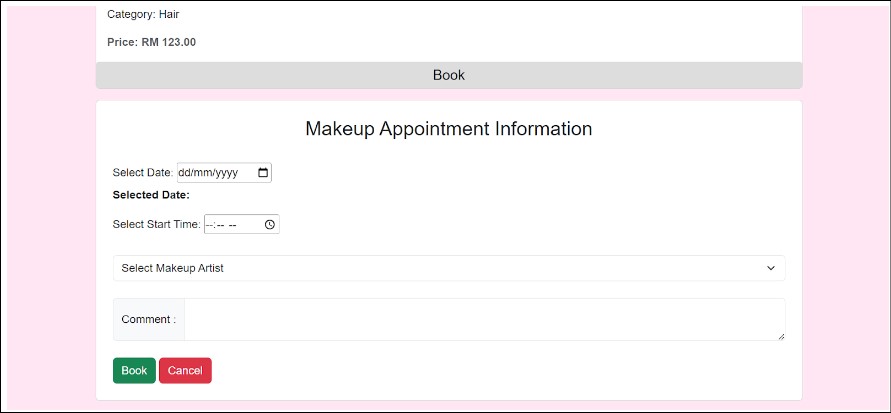 Category: Hair
Price: RM 123.00
Book
Makeup Appointment Information
Select Date: dd/mm/yyyy
Selected Date:
Select Start Time: --:-- --
Select Makeup Artist
Comment :
Book Cancel